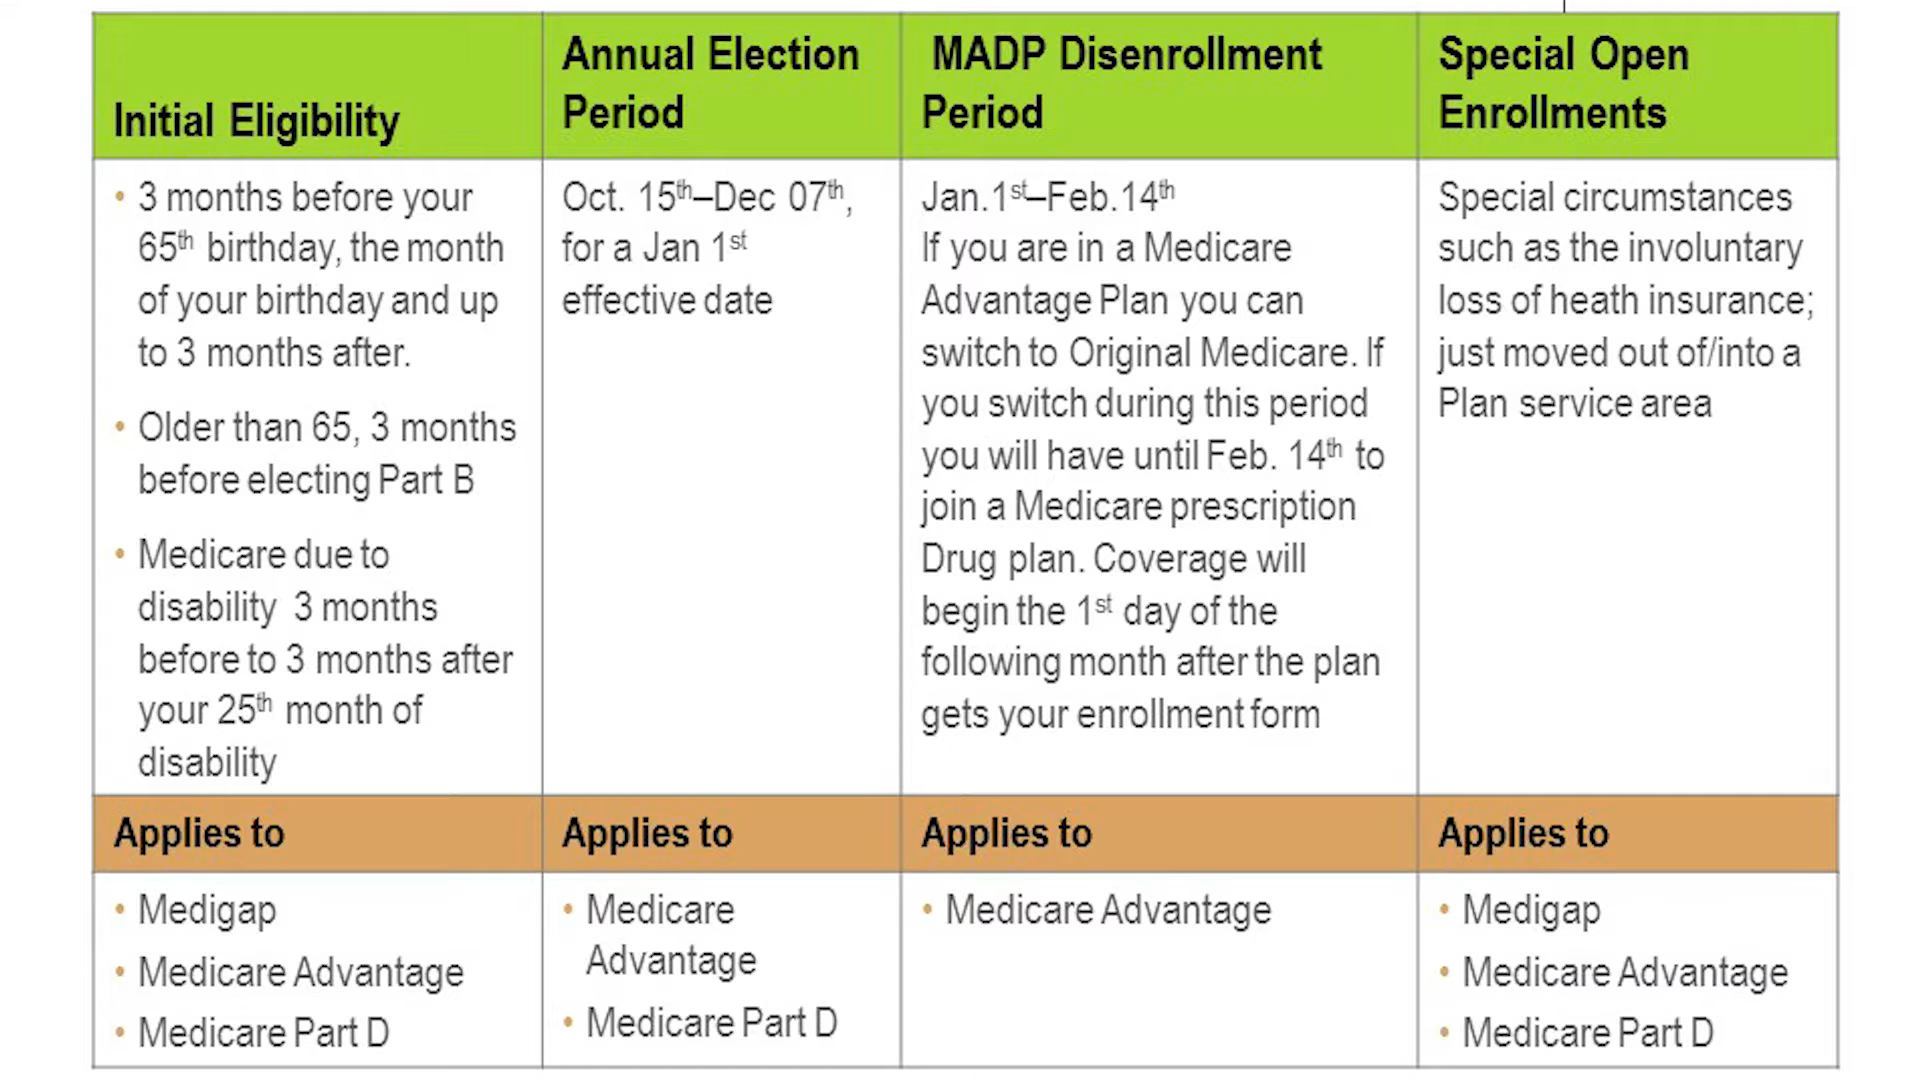 Initial Eligibility
Annual Election
Period
MADP Disenrollment
Period
Special Open
Enrollments
• 3 months before your
65th birthday, the month
of your birthday and up
to 3 months after.
• Older than 65, 3 months
before electing Part B
• Medicare due to
disability 3 months
before to 3 months after
your 25th month of
disability
Oct. 15th–Dec 07th,
for a Jan 1st
effective date
Jan.1st–Feb.14th
If you are in a Medicare
Advantage Plan you can
switch to Original Medicare. If
you switch during this period
you will have until Feb. 14th to
join a Medicare prescription
Drug plan. Coverage will
begin the 1st day of the
following month after the plan
gets your enrollment form
Special circumstances
such as the involuntary
loss of heath insurance;
just moved out of/into a
Plan service area
Applies to
Applies to
Applies to
Applies to
• Medigap
• Medicare Advantage
• Medicare Part D
• Medicare
Advantage
• Medicare Part D
• Medicare Advantage
• Medigap
• Medicare Advantage
• Medicare Part D